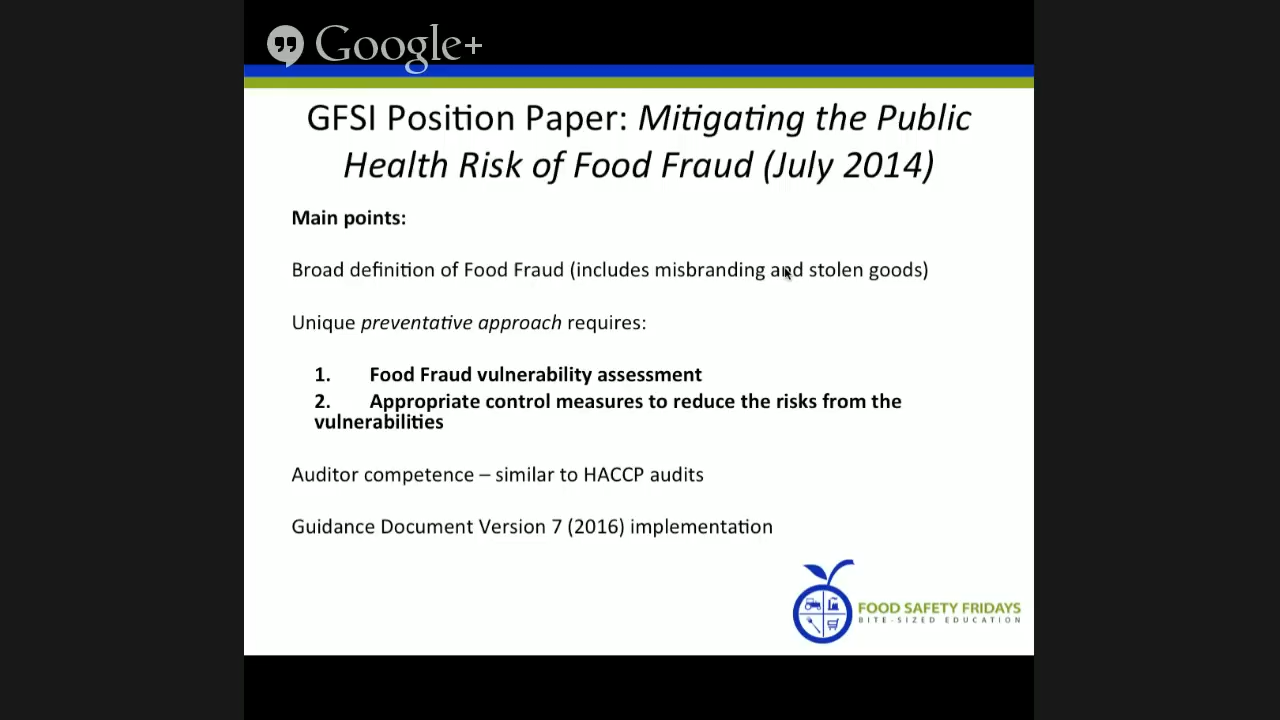 Google+
GFSI Position Paper: Mitigating the Public
Health Risk of Food Fraud (July 2014)
Main points:
Broad definition of Food Fraud (includes misbranding and stolen goods)
Unique preventative approach requires:
1. Food Fraud vulnerability assessment
2. Appropriate control measures to reduce the risks from the
vulnerabilities
Auditor competence – similar to HACCP audits
Guidance Document Version 7 (2016) implementation
FOOD SAFETY FRIDAYS
BITE-SIZED EDUCATION